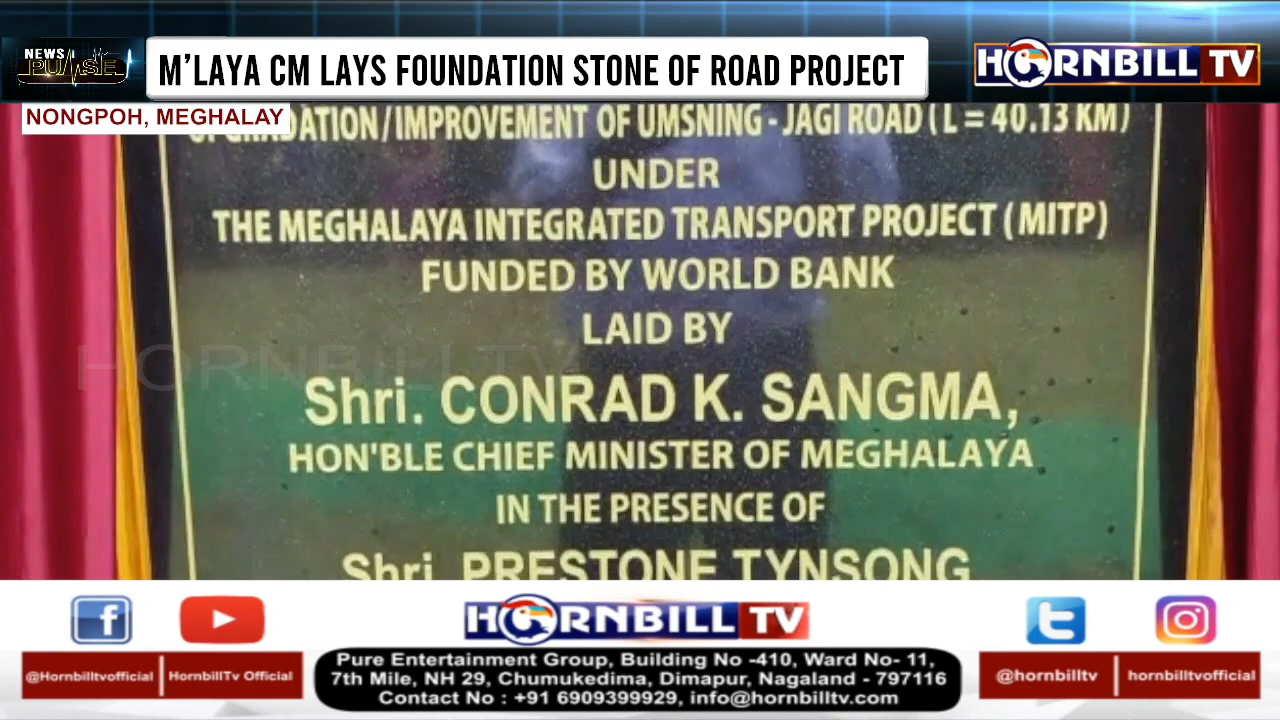 NEWS
PULSE
M’LAYA CM LAYS FOUNDATION STONE OF ROAD PROJECT
HORNBILL TV
NONGPOH, MEGHALAY
UPGRADATION/IMPROVEMENT OF UMSNING - JAGI ROAD ( L = 40.13 KM)
UNDER
THE MEGHALAYA INTEGRATED TRANSPORT PROJECT ( MITP)
FUNDED BY WORLD BANK
LAID BY
HORNBILL TV
Shri. CONRAD K. SANGMA,
HON'BLE CHIEF MINISTER OF MEGHALAYA
IN THE PRESENCE OF
Shri. PRESTONE TYNSONG
HORNBILL TV
@Hornbilltvofficial
HornbillTv Official
Pure Entertainment Group, Building No -410, Ward No- 11,
7th Mile, NH 29, Chumukedima, Dimapur, Nagaland - 797116
Contact No : +91 6909399929, info@hornbilltv.com
@hornbilltv
hornbilltvofficial